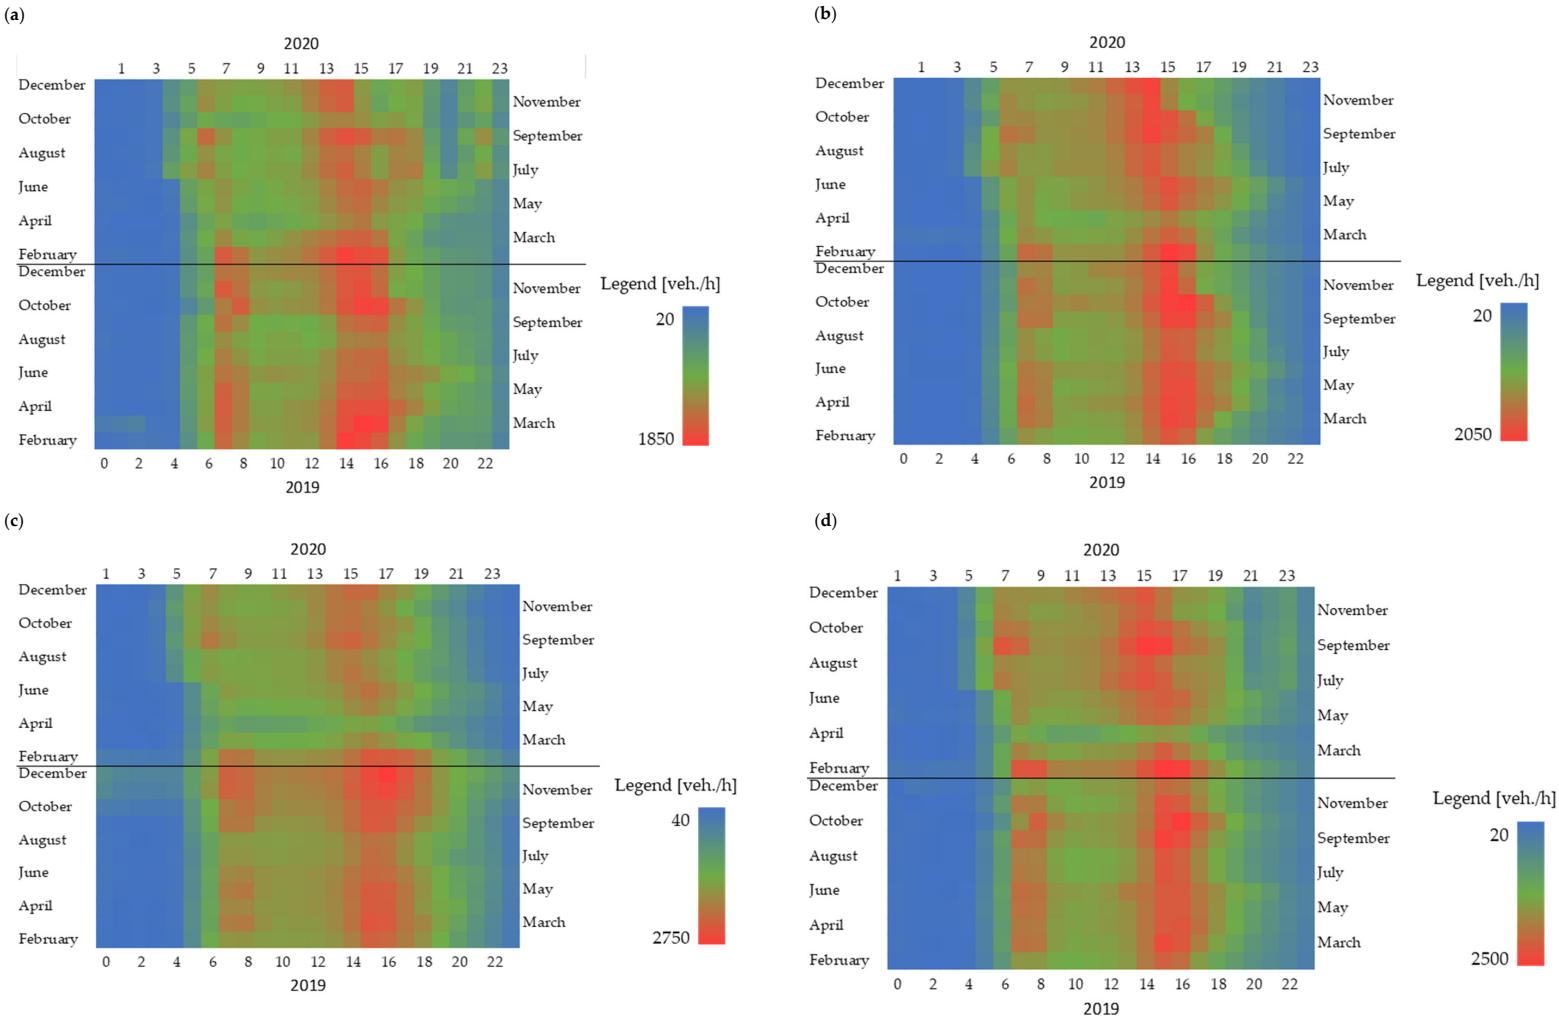 (a)
2020
1 3 5 7 9 11 13 15 17 19 21 23
December
November
October
September
August
July
June
May
April
March
February
December
November
October
September
August
July
June
May
April
March
February
0 2 4 6 8 10 12 14 16 20 22
2019
Legend [veh./h]
20
1850
(b)
2020
1 3 5 7 9 11 13 15 17 19 21 23
December
November
October
September
August
July
June
May
April
March
February
December
November
October
September
August
July
June
May
April
March
February
0 2 4 6 8 10 12 14 16 18 20 22
2019
Legend [veh./h]
20
2050
(c)
2020
1 3 5 7 9 11 13 15 17 19 21 23
December
November
October
September
August
July
June
May
April
March
February
December
November
October
September
August
July
June
May
April
March
February
0 2 4 6 8 10 12 14 16 18 20 22
2019
Legend [veh./h]
40
2750
(d)
2020
1 3 5 7 9 11 13 15 17 19 21 23
December
November
October
September
August
July
June
May
April
March
February
December
November
October
September
August
July
June
May
April
March
February
0 2 4 6 8 10 12 14 16 18 20 22
2019
Legend [veh./h]
20
2500